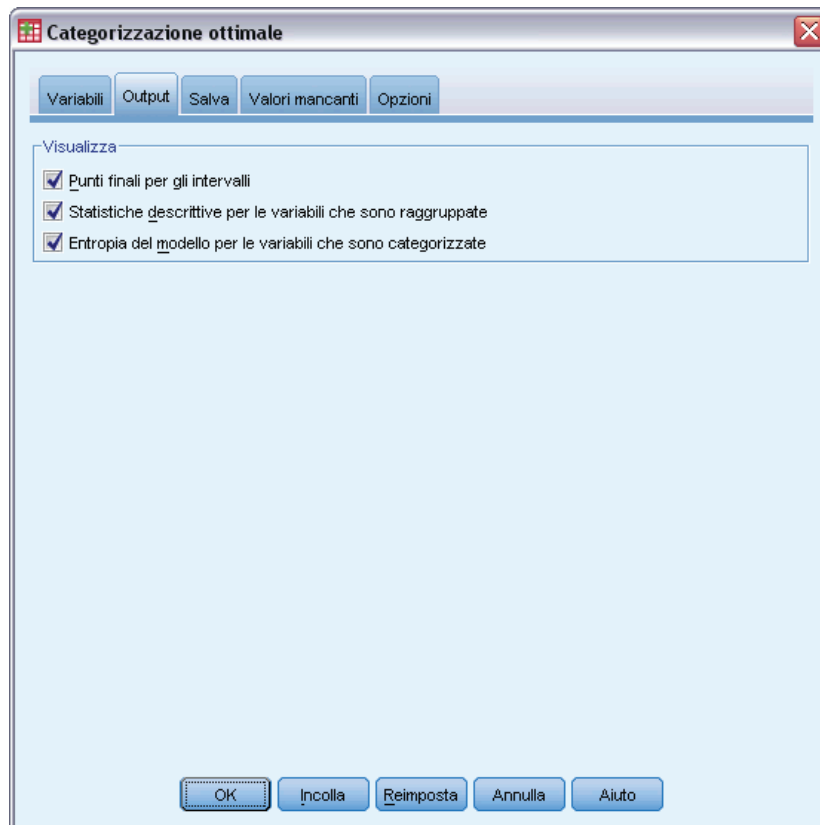 Categorizzazione ottimale
Variabili Output Salva Valori mancanti Opzioni
Visualizza
Punti finali per gli intervalli
Statistiche descrittive per le variabili che sono raggruppate
Entropia del modello per le variabili che sono categorizzate
OK Incolla Reimposta Annulla Aiuto